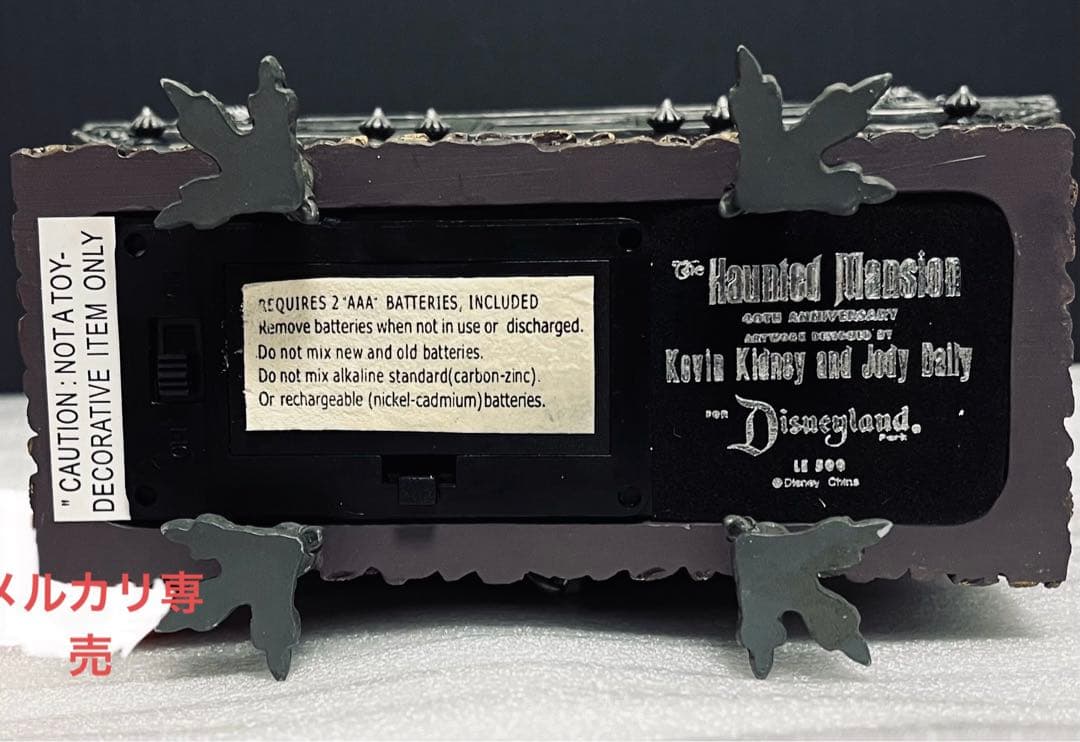 "CAUTION : NOT A TOY-
DECORATIVE ITEM ONLY
REQUIRES 2 "AAA" BATTERIES, INCLUDED
Remove batteries when not in use or discharged.
Do not mix new and old batteries.
Do not mix alkaline standard(carbon-zinc).
Or rechargeable (nickel-cadmium) batteries.
The Haunted Mansion
40TH ANNIVERSARY
ARTWORK DESIGNED BY
Kevin Kidney and Jody Daily
FOR
Disneyland.
Park
LE 500
©Disney China
メルカリ専
売